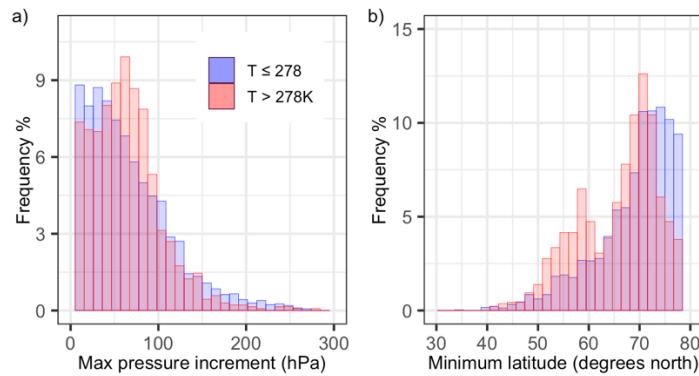 a)
Frequency %
9
6
3
0
T ≤ 278
T > 278K
0 100 200 300
Max pressure increment (hPa)
b)
Frequency %
15
10
5
0
30 40 50 60 70 80
Minimum latitude (degrees north)